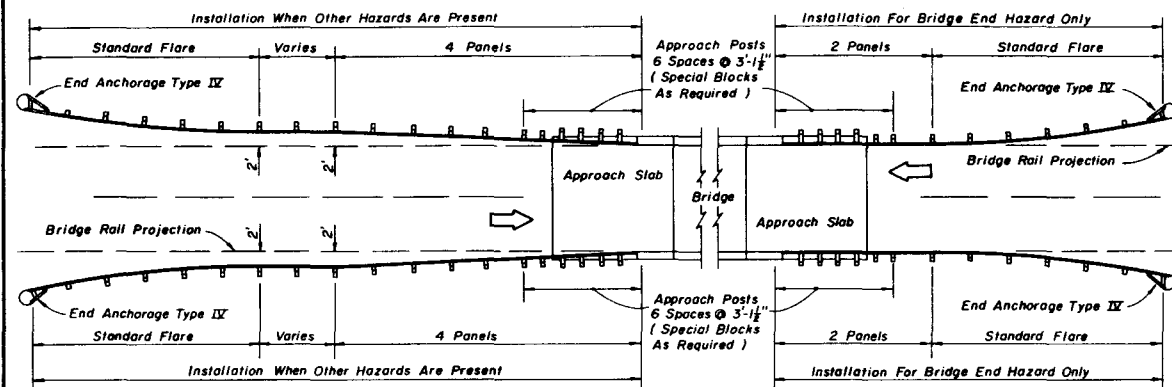 Installation When Other Hazards Are Present
Installation For Bridge End Hazard Only
Standard Flare
Varies
4 Panels
Approach Posts
6 Spaces @ 3'-1½"
( Special Blocks
As Required )
2 Panels
Standard Flare
End Anchorage Type IV
End Anchorage Type IV
2'
2'
Bridge Rail Projection
Approach Slab
Bridge
Approach Slab
Bridge Rail Projection
2'
2'
End Anchorage Type IV
End Anchorage Type IV
Approach Posts
6 Spaces @ 3'-1½"
( Special Blocks
As Required )
Standard Flare
Varies
4 Panels
2 Panels
Standard Flare
Installation When Other Hazards Are Present
Installation For Bridge End Hazard Only